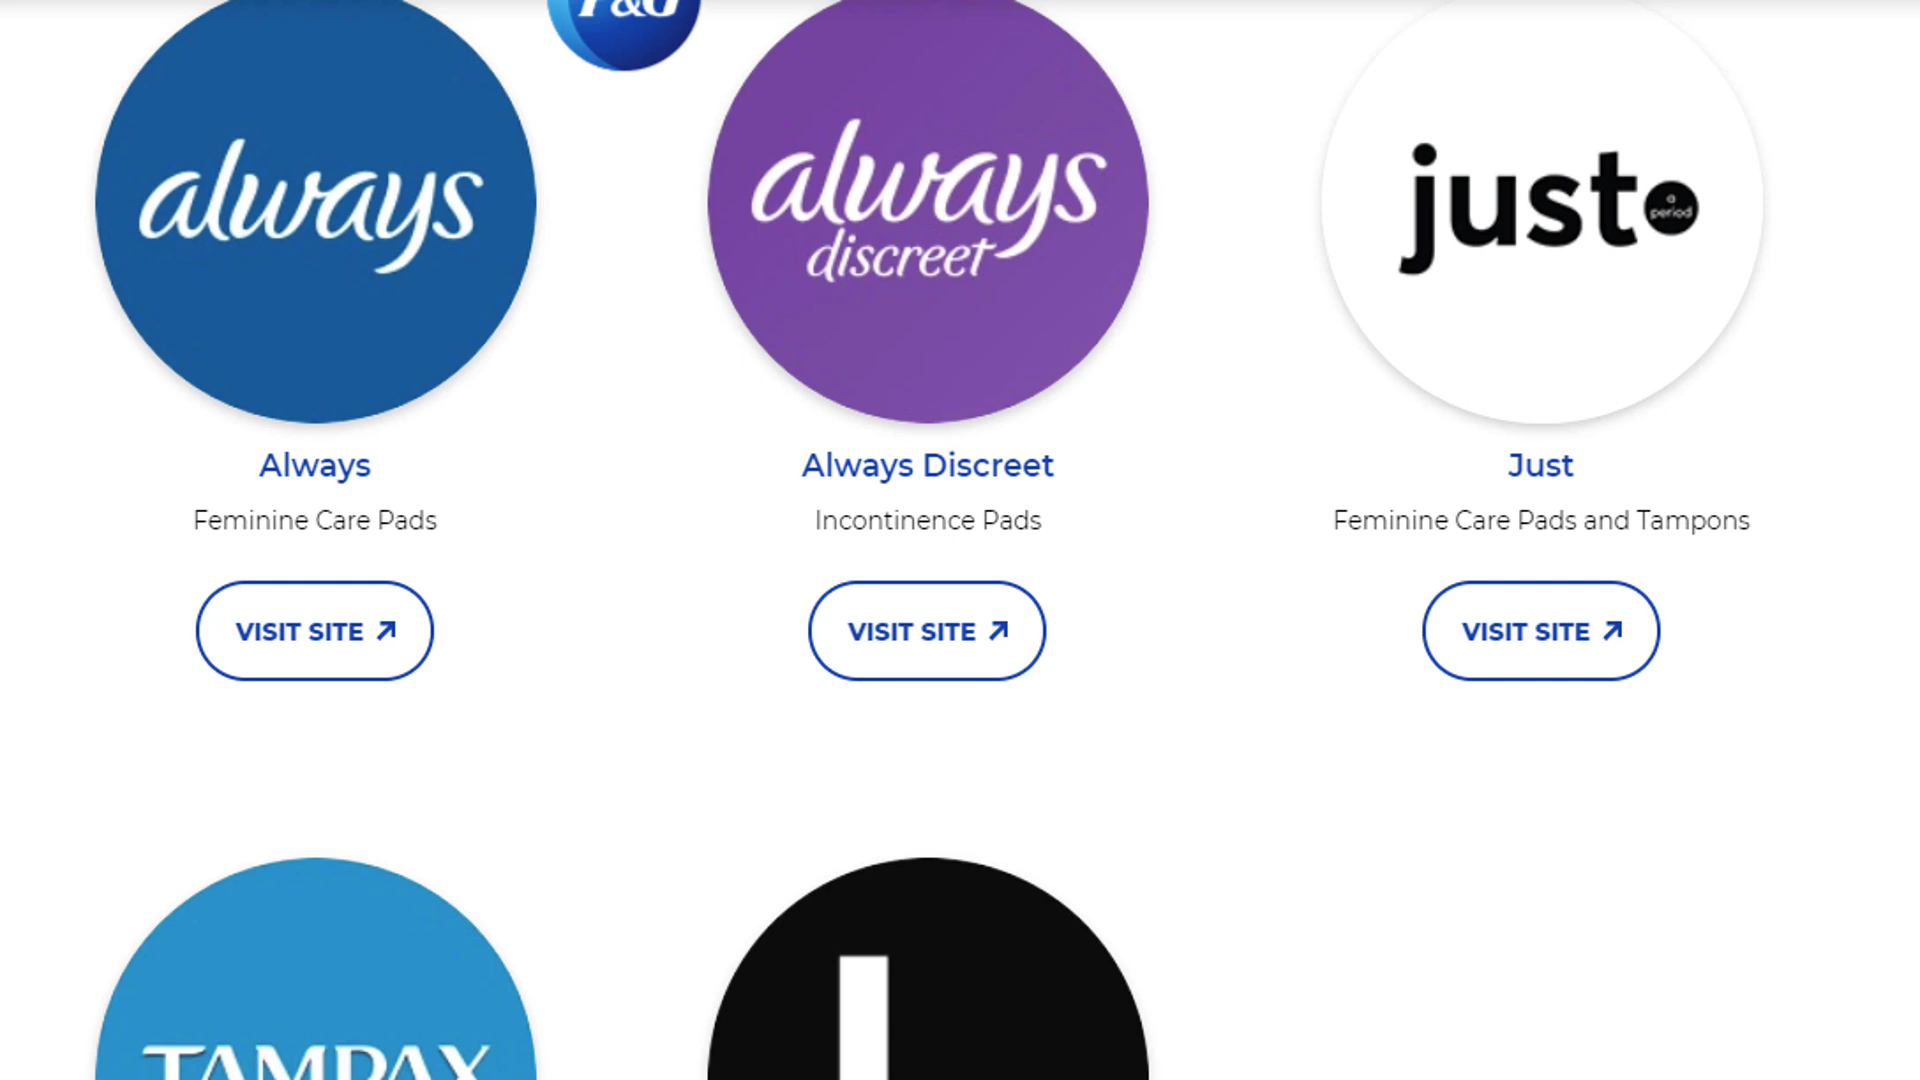 P&G
always
always
discreet
just
a
period
Always
Always Discreet
Just
Feminine Care Pads
Incontinence Pads
Feminine Care Pads and Tampons
VISIT SITE
VISIT SITE
VISIT SITE
TAMPAX